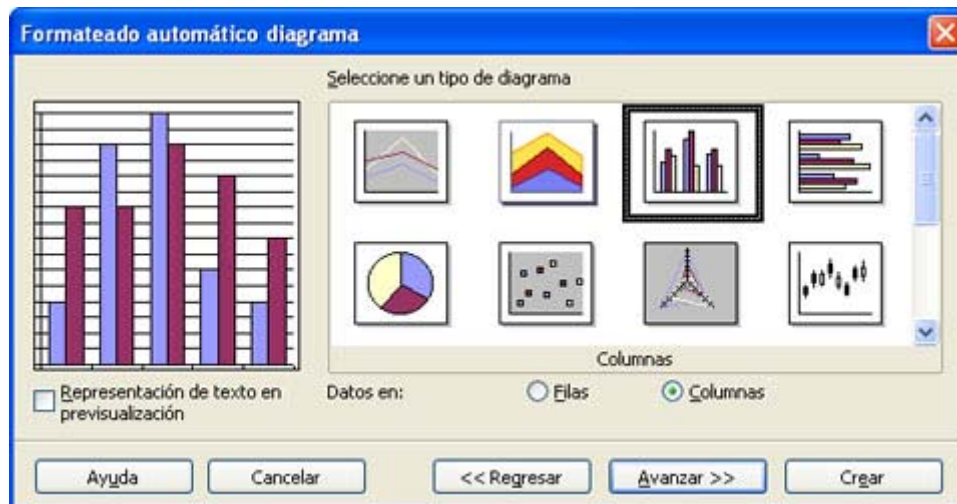 Formateado automático diagrama
Seleccione un tipo de diagrama
Columnas
Representación de texto en
previsualización
Datos en:
Filas
Columnas
Ayuda
Cancelar
<< Regresar
Avanzar >>
Crear